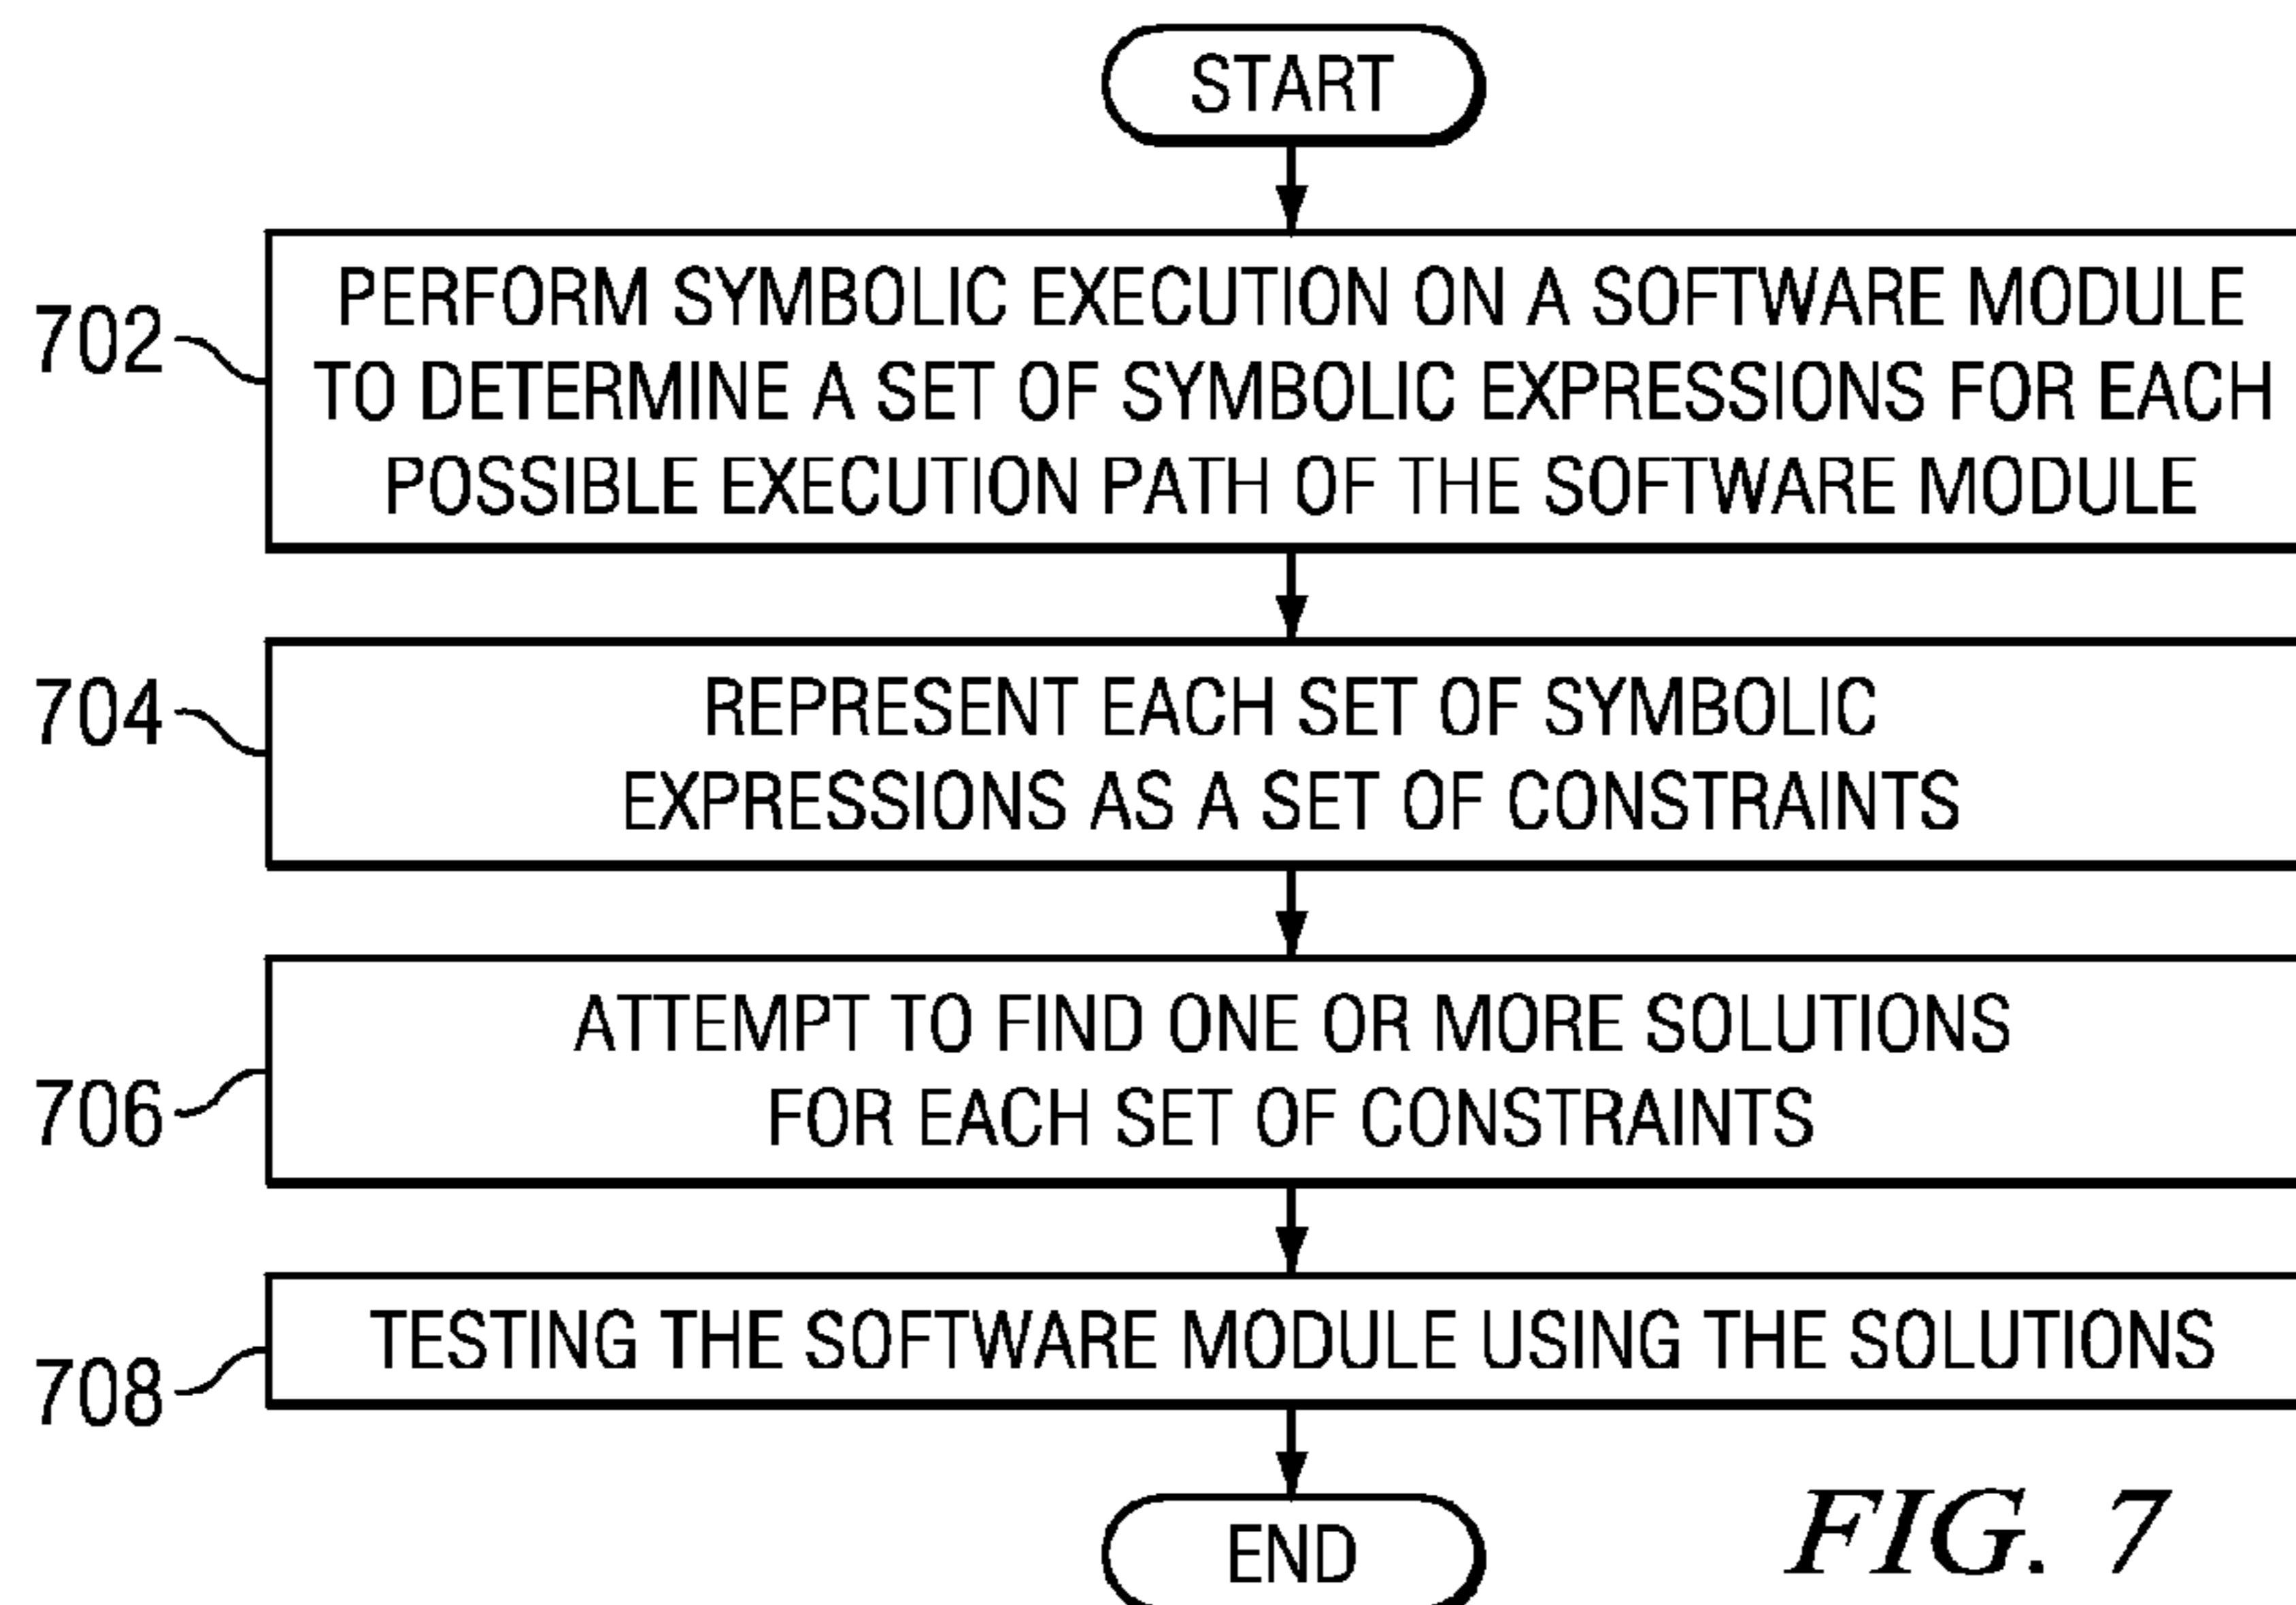 START
702
PERFORM SYMBOLIC EXECUTION ON A SOFTWARE MODULE
TO DETERMINE A SET OF SYMBOLIC EXPRESSIONS FOR EACH
POSSIBLE EXECUTION PATH OF THE SOFTWARE MODULE
704
REPRESENT EACH SET OF SYMBOLIC
EXPRESSIONS AS A SET OF CONSTRAINTS
706
ATTEMPT TO FIND ONE OR MORE SOLUTIONS
FOR EACH SET OF CONSTRAINTS
708
TESTING THE SOFTWARE MODULE USING THE SOLUTIONS
END
FIG. 7